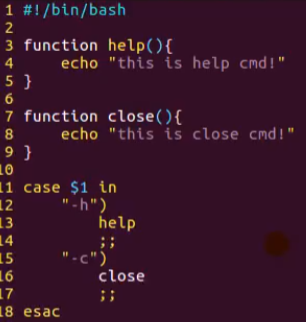 1 #!/bin/bash
2
3 function help(){
4     echo "this is help cmd!"
5 }
6
7 function close(){
8     echo "this is close cmd!"
9 }
10
11 case $1 in
12     "-h")
13         help
14         ;;
15     "-c")
16         close
17         ;;
18 esac